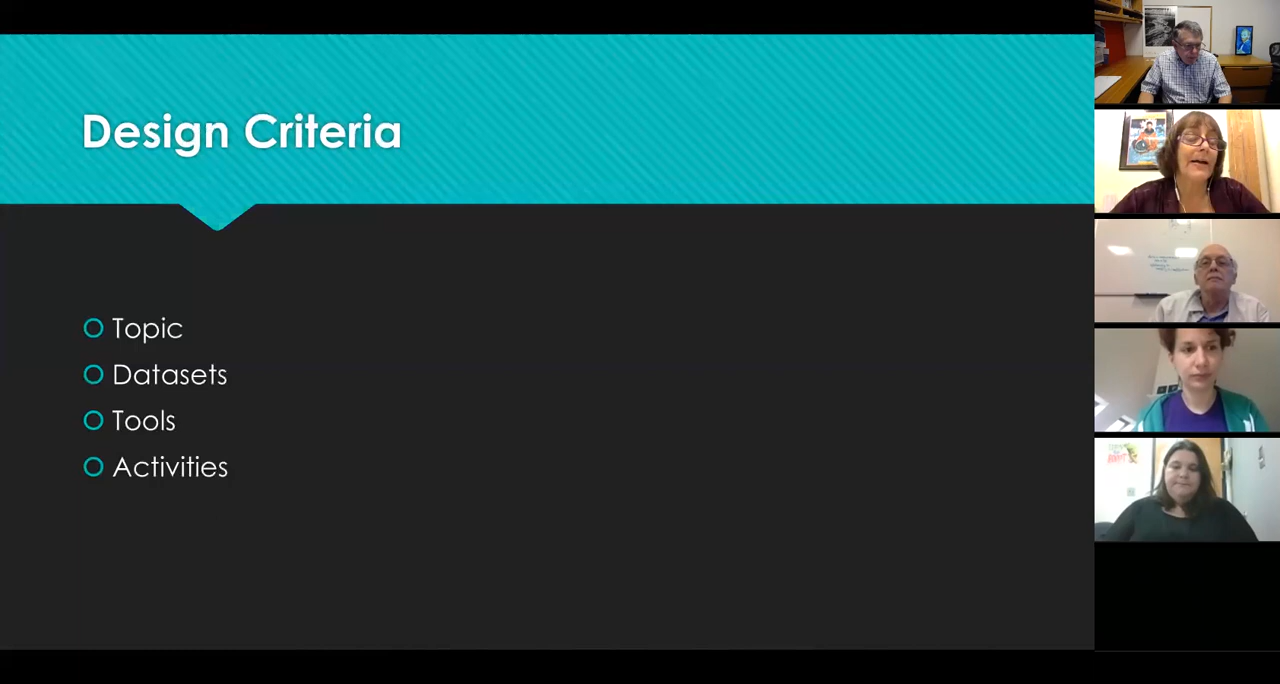 Design Criteria
Topic
Datasets
Tools
Activities